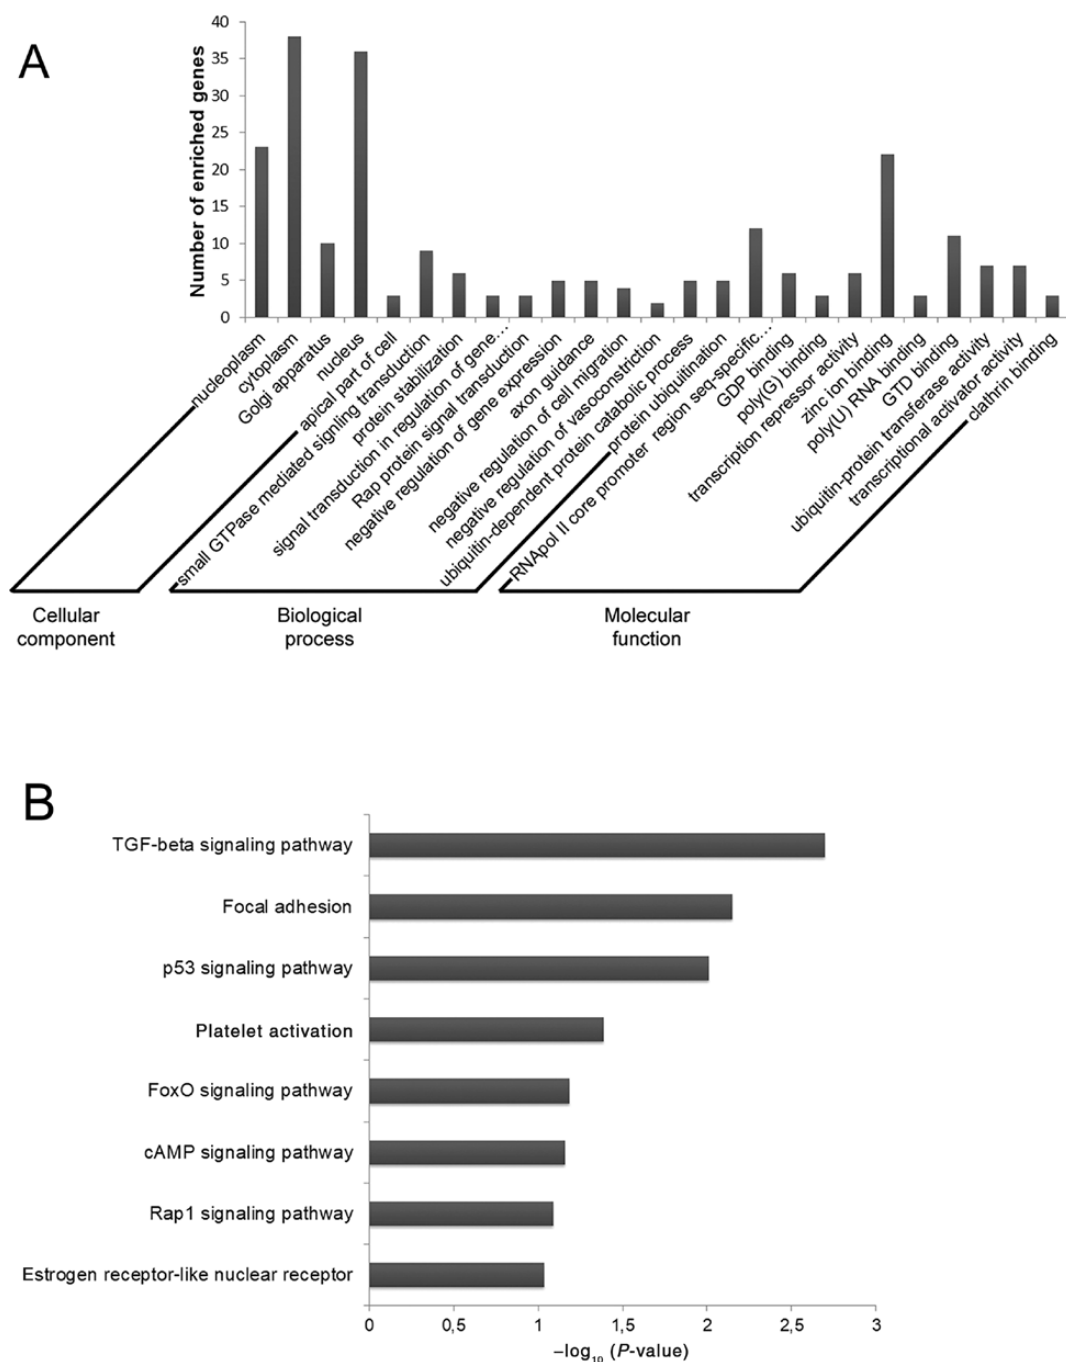 A
Number of enriched genes
40
35
30
25
20
15
10
5
0
nucleoplasm
cytoplasm
Golgi apparatus
nucleus
apical part of cell
small GTPase mediated signling transduction
protein stabilization
signal transduction in regulation of gene...
Rap protein signal transduction
negative regulation of gene expression
axon guidance
negative regulation of cell migration
negative regulation of vasoconstriction
ubiquitin-dependent protein catabolic process
protein ubiquitination
RNApol II core promoter region seq-specific...
GDP binding
poly(G) binding
transcription repressor activity
zinc ion binding
poly(U) RNA binding
GTD binding
ubiquitin-protein transferase activity
transcriptional activator activity
clathrin binding
Cellular
component
Biological
process
Molecular
function
B
TGF-beta signaling pathway
Focal adhesion
p53 signaling pathway
Platelet activation
FoxO signaling pathway
cAMP signaling pathway
Rap1 signaling pathway
Estrogen receptor-like nuclear receptor
0 0,5 1 1,5 2 2,5 3
–log10 (P-value)